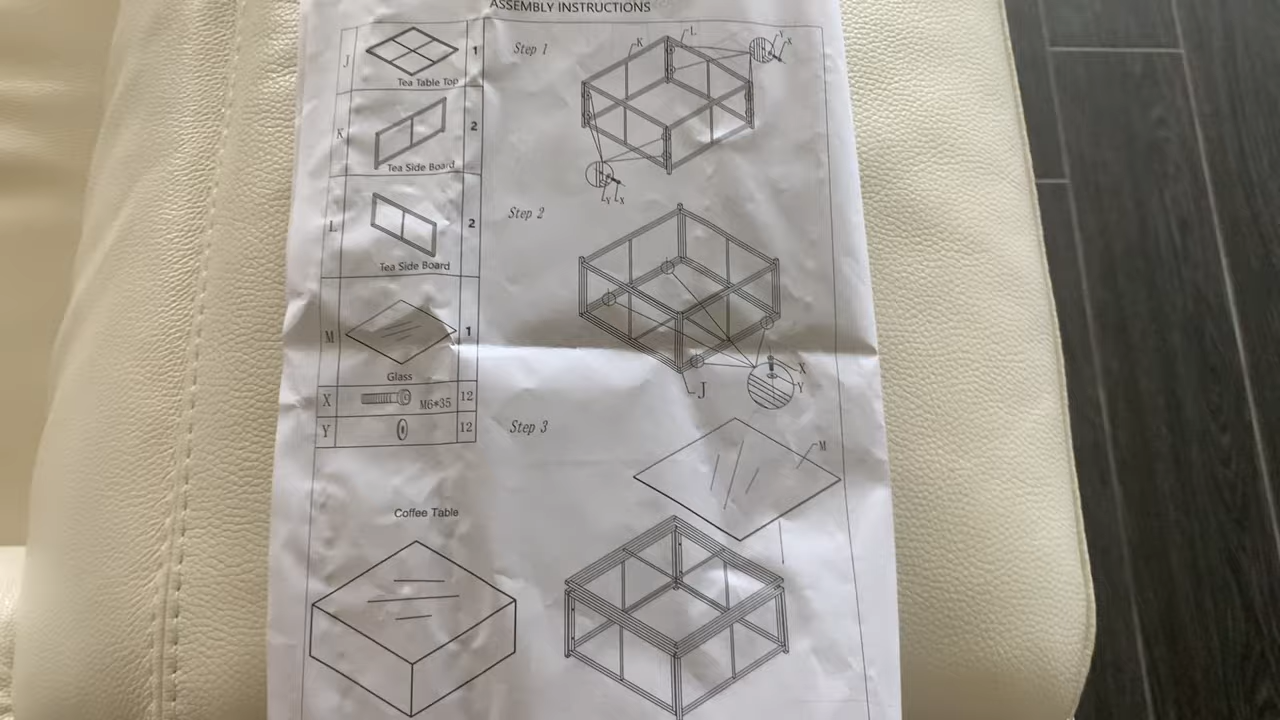 ASSEMBLY INSTRUCTIONS
J
Tea Table Top
1
K
Tea Side Board
2
L
Tea Side Board
2
M
Glass
1
X
M6*35
12
Y
12
Coffee Table
Step 1
K
L
Y
X
Y
X
Step 2
X
Y
J
Step 3
M